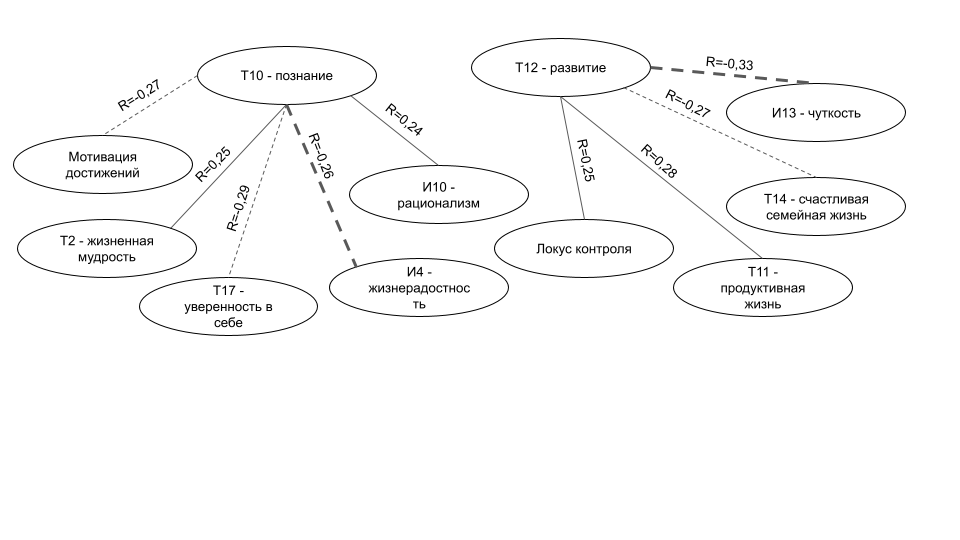 Т10 - познание
Т12 - развитие
R=-0,33
R=-0,27
И13 - чуткость
R=-0,27
R=0,24
Мотивация
достижений
R=0,25
R=-0,26
R=-0,29
И10 -
рационализм
R=0,25
R=0,28
Т14 - счастливая
семейная жизнь
Т2 - жизненная
мудрость
Локус контроля
Т17 -
уверенность в
себе
И4 -
жизнерадостнос
ть
Т11 -
продуктивная
жизнь